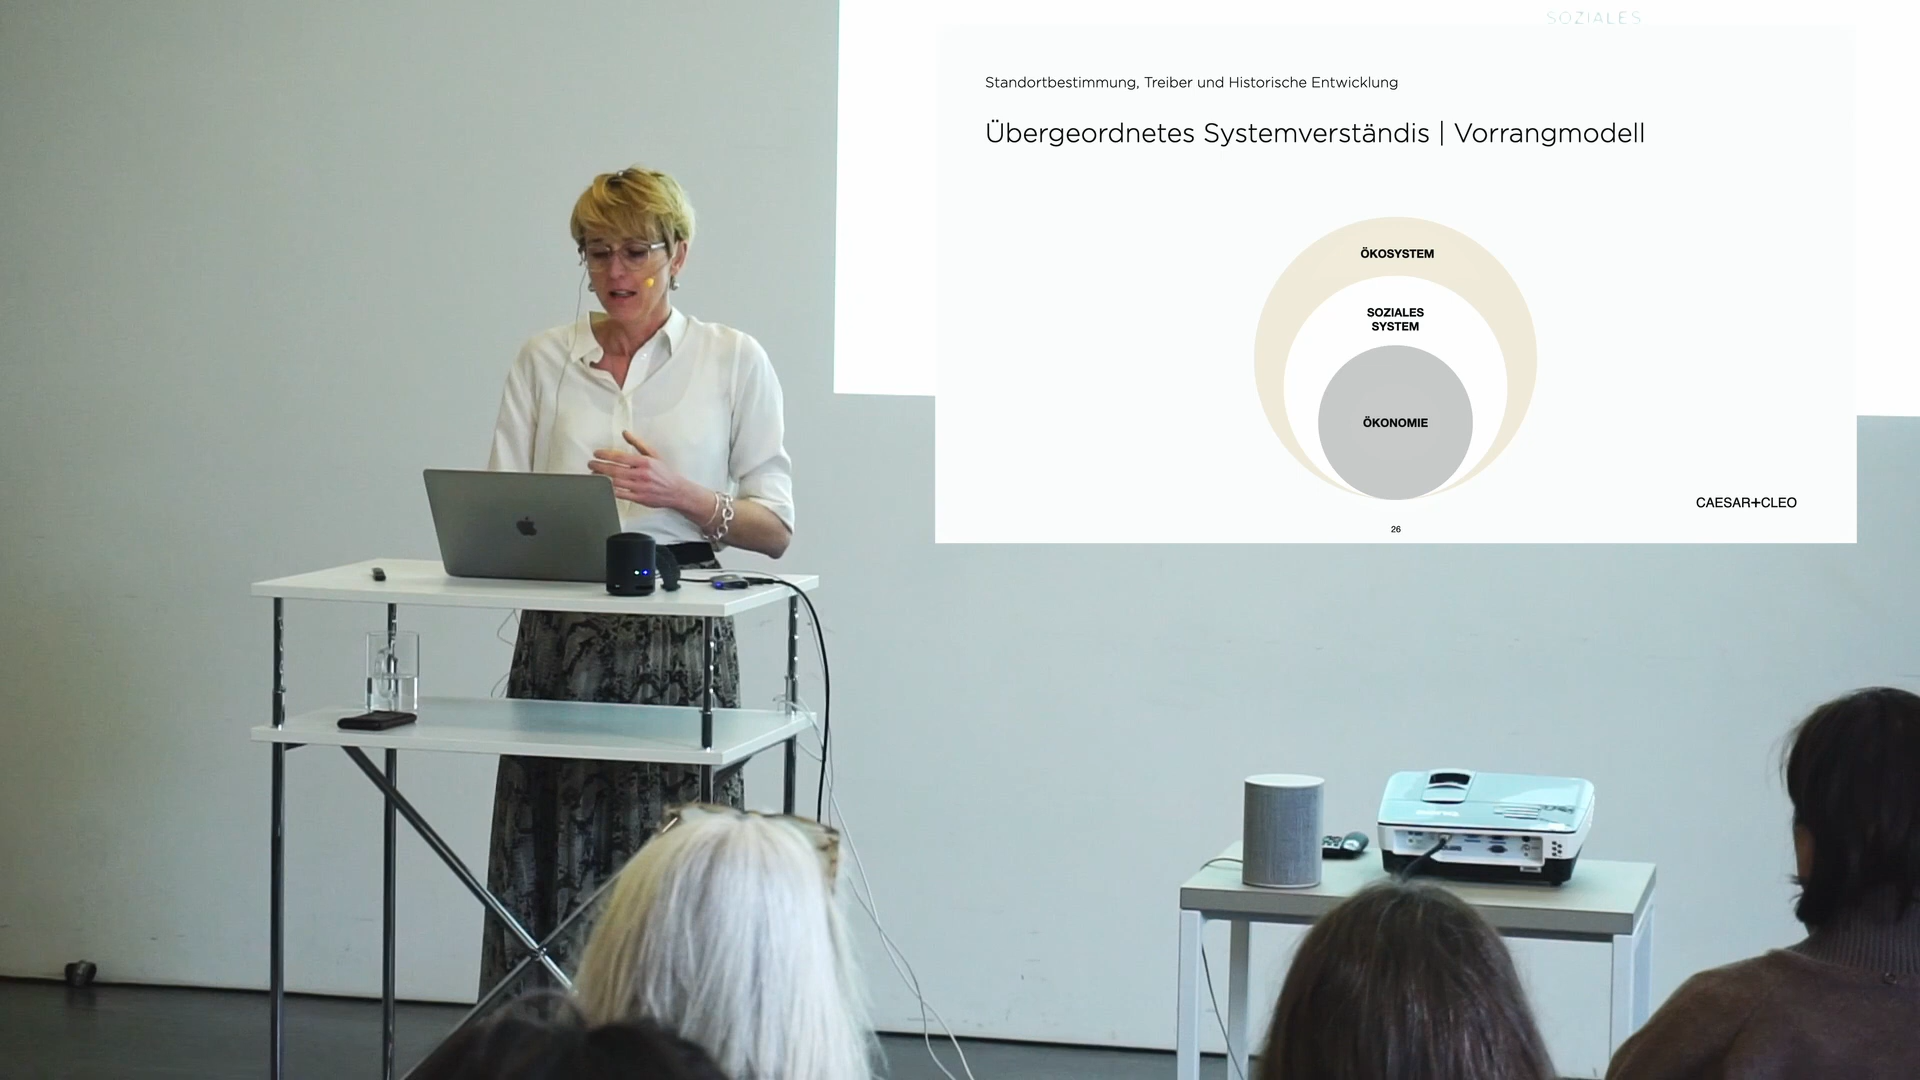 SOZIALES
Standortbestimmung, Treiber und Historische Entwicklung
Übergeordnetes Systemverständis | Vorrangmodell
ÖKOSYSTEM
SOZIALES
SYSTEM
ÖKONOMIE
CAESAR+CLEO
26